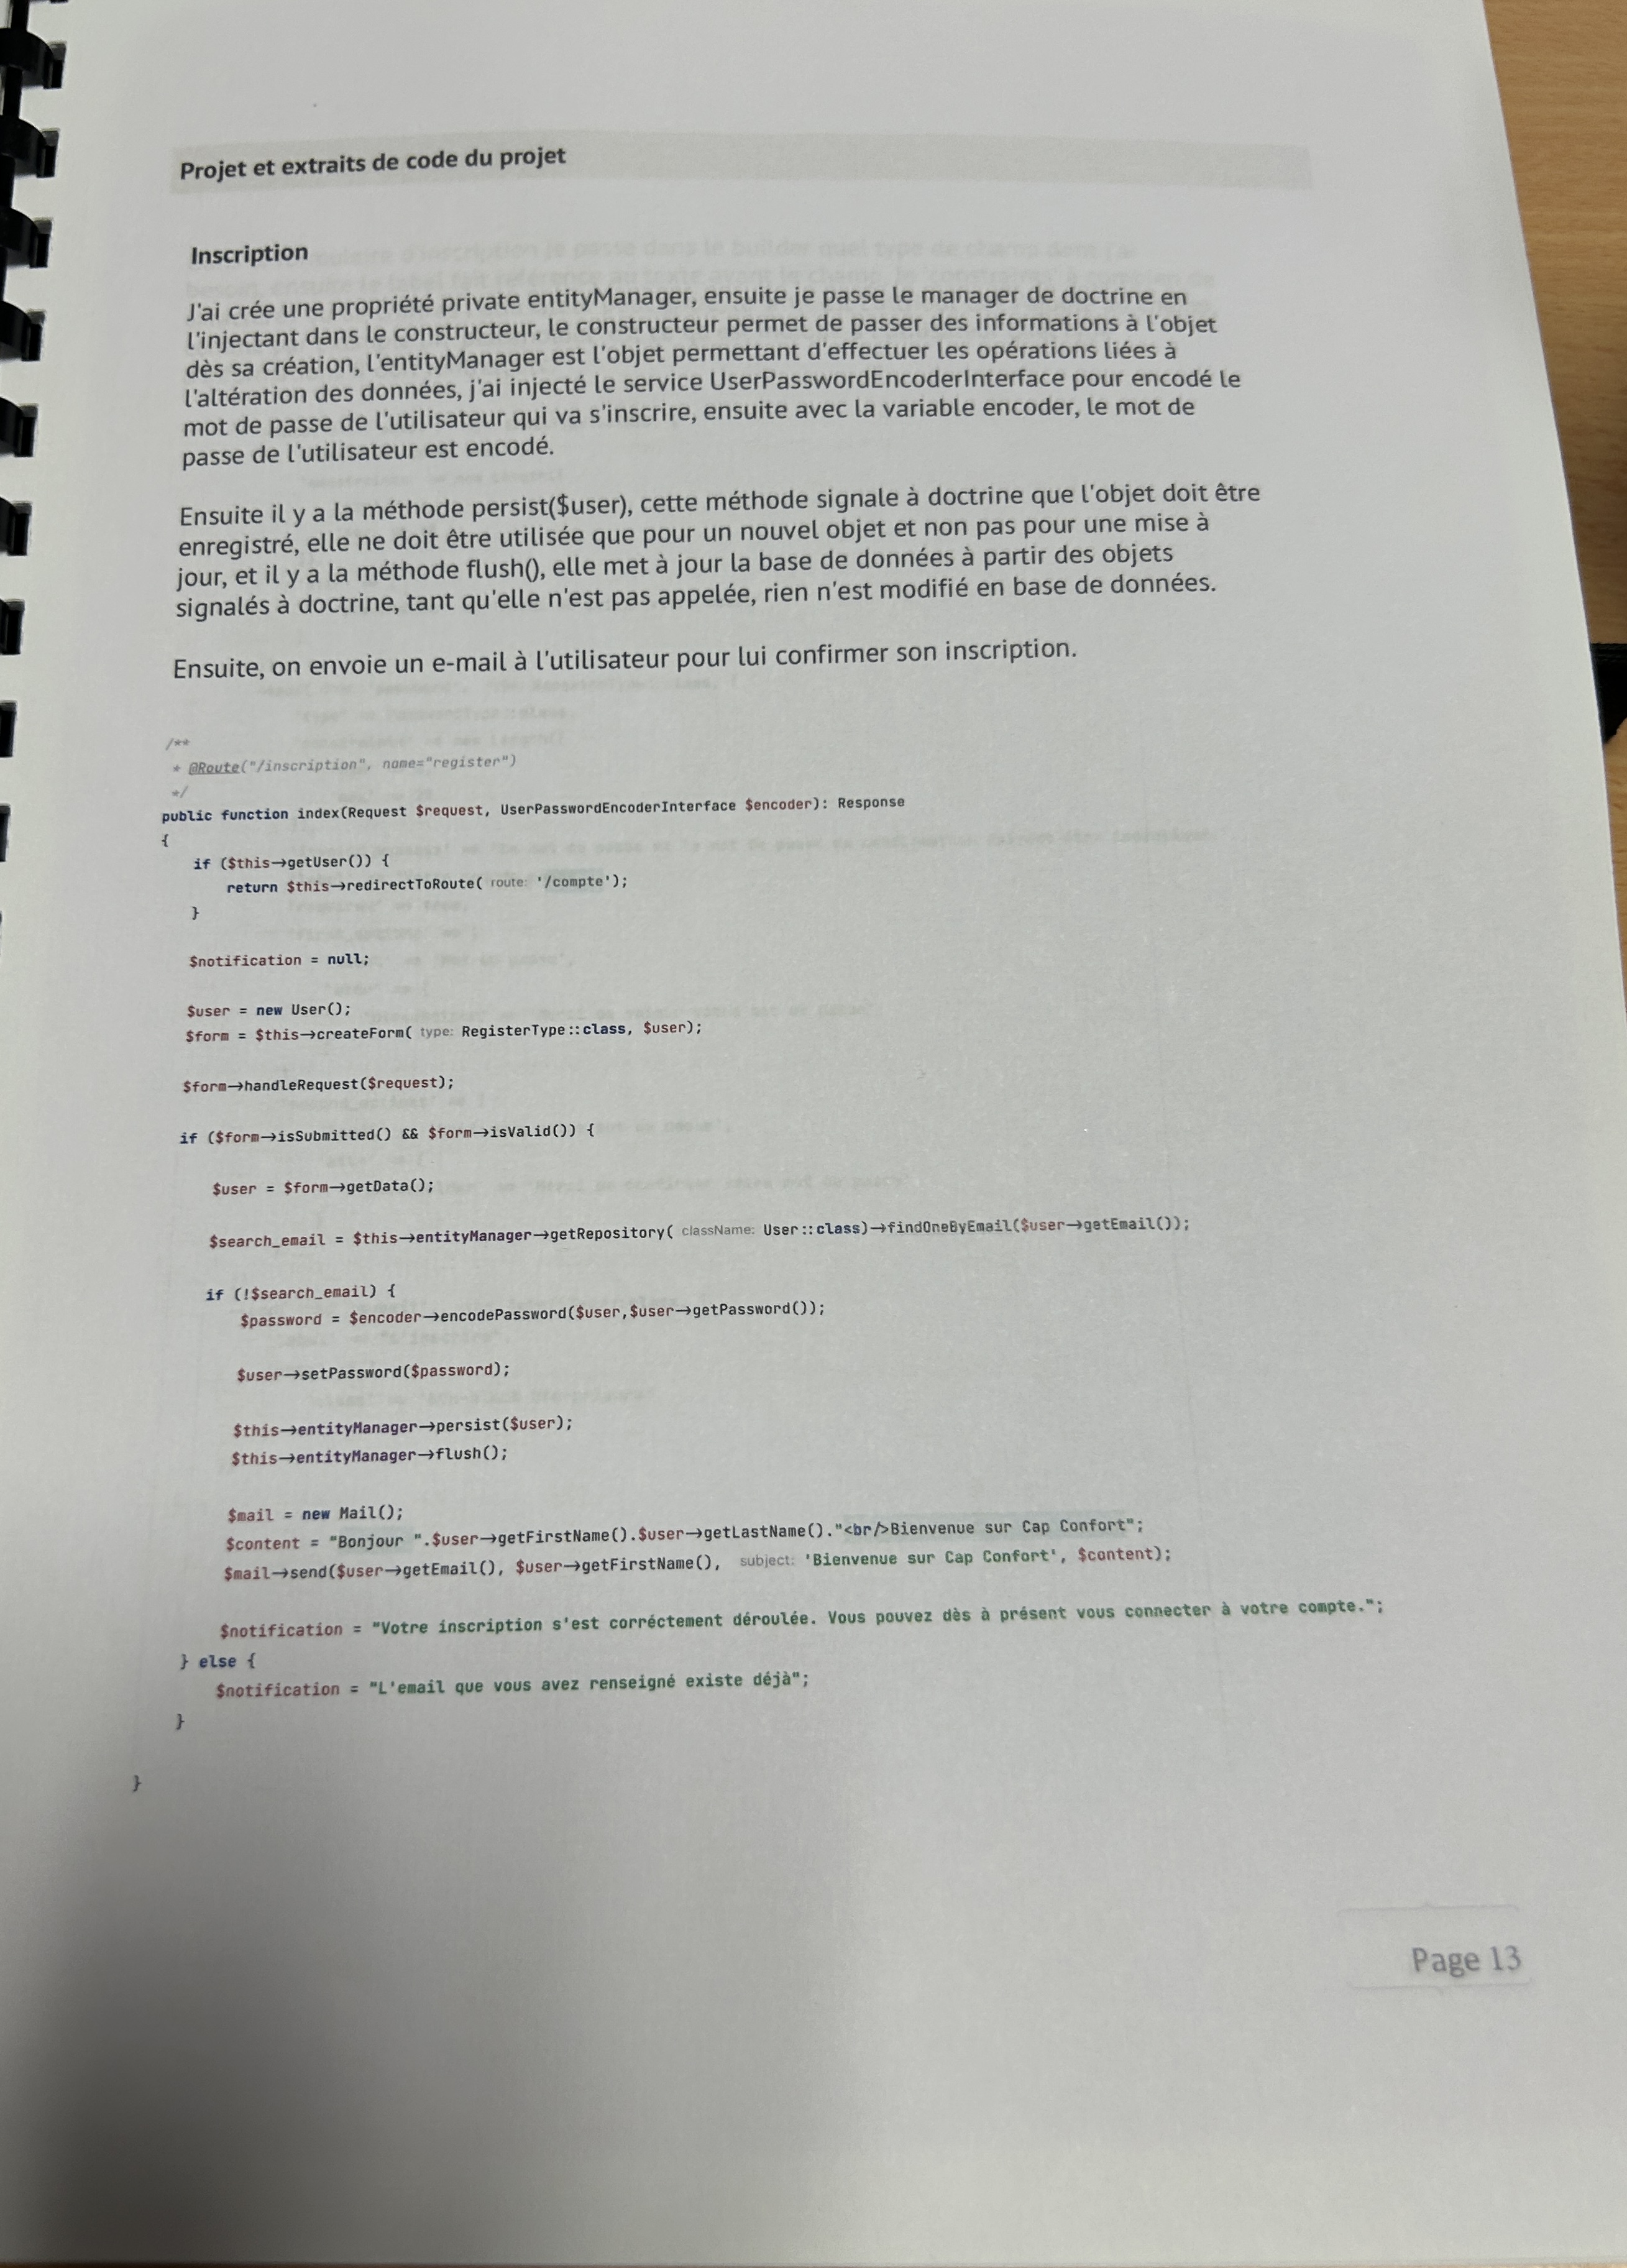 Projet et extraits de code du projet
Inscription
J'ai crée une propriété private entityManager, ensuite je passe le manager de doctrine en
l'injectant dans le constructeur, le constructeur permet de passer des informations à l'objet
dès sa création, l'entityManager est l'objet permettant d'effectuer les opérations liées à
l'altération des données, j'ai injecté le service UserPasswordEncoderInterface pour encodé le
mot de passe de l'utilisateur qui va s'inscrire, ensuite avec la variable encoder, le mot de
passe de l'utilisateur est encodé.
Ensuite il y a la méthode persist($user), cette méthode signale à doctrine que l'objet doit être
enregistré, elle ne doit être utilisée que pour un nouvel objet et non pas pour une mise à
jour, et il y a la méthode flush(), elle met à jour la base de données à partir des objets
signalés à doctrine, tant qu'elle n'est pas appelée, rien n'est modifié en base de données.
Ensuite, on envoie un e-mail à l'utilisateur pour lui confirmer son inscription.
/**
* @Route("/inscription", name="register")
*/
public function index(Request $request, UserPasswordEncoderInterface $encoder): Response
{
if ($this→getUser()) {
return $this→redirectToRoute( route: '/compte');
}
$notification = null;
$user = new User();
$form = $this→createForm( type: RegisterType::class, $user);
$form→handleRequest($request);
if ($form→isSubmitted() && $form→isValid()) {
$user = $form→getData();
$search_email = $this→entityManager→getRepository( className: User::class)→findOneByEmail($user→getEmail());
if (!$search_email) {
$password = $encoder→encodePassword($user,$user→getPassword());
$user→setPassword($password);
$this→entityManager→persist($user);
$this→entityManager→flush();
$mail = new Mail();
$content = "Bonjour ".$user→getFirstName().$user→getLastName()."<br/>Bienvenue sur Cap Confort";
$mail→send($user→getEmail(), $user→getFirstName(), subject: 'Bienvenue sur Cap Confort', $content);
$notification = "Votre inscription s'est corréctement déroulée. Vous pouvez dès à présent vous connecter à votre compte.";
} else {
$notification = "L'email que vous avez renseigné existe déjà";
}
}
Page 13